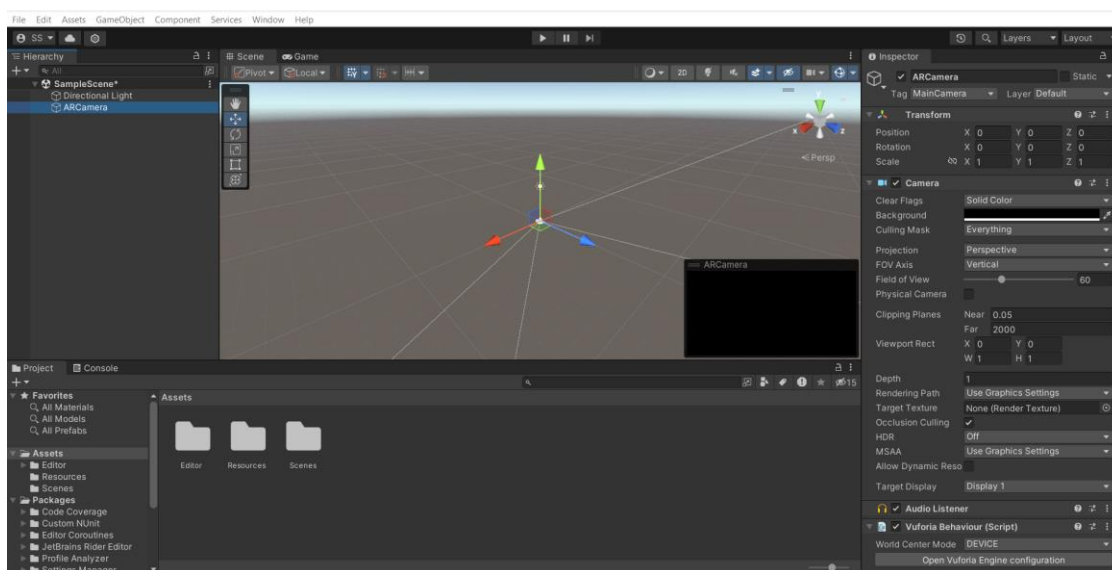 File Edit Assets GameObject Component Services Window Help
SS
Layers Layout
Hierarchy
All
SampleScene*
Directional Light
ARCamera
Scene Game
Pivot Local
2D
y
x z
Persp
ARCamera
Project Console
15
Favorites
All Materials
All Models
All Prefabs
Assets
Editor
Resources
Scenes
Packages
Code Coverage
Custom NUnit
Editor Coroutines
JetBrains Rider Editor
Profile Analyzer
Settings Manager
Assets
Editor Resources Scenes
Inspector
ARCamera Static
Tag MainCamera Layer Default
Transform
Position X 0 Y 0 Z 0
Rotation X 0 Y 0 Z 0
Scale X 1 Y 1 Z 1
Camera
Clear Flags Solid Color
Background
Culling Mask Everything
Projection Perspective
FOV Axis Vertical
Field of View 60
Physical Camera
Clipping Planes Near 0.05
Far 2000
Viewport Rect X 0 Y 0
W 1 H 1
Depth 1
Rendering Path Use Graphics Settings
Target Texture None (Render Texture)
Occlusion Culling
HDR Off
MSAA Use Graphics Settings
Allow Dynamic Reso
Target Display Display 1
Audio Listener
Vuforia Behaviour (Script)
World Center Mode DEVICE
Open Vuforia Engine configuration